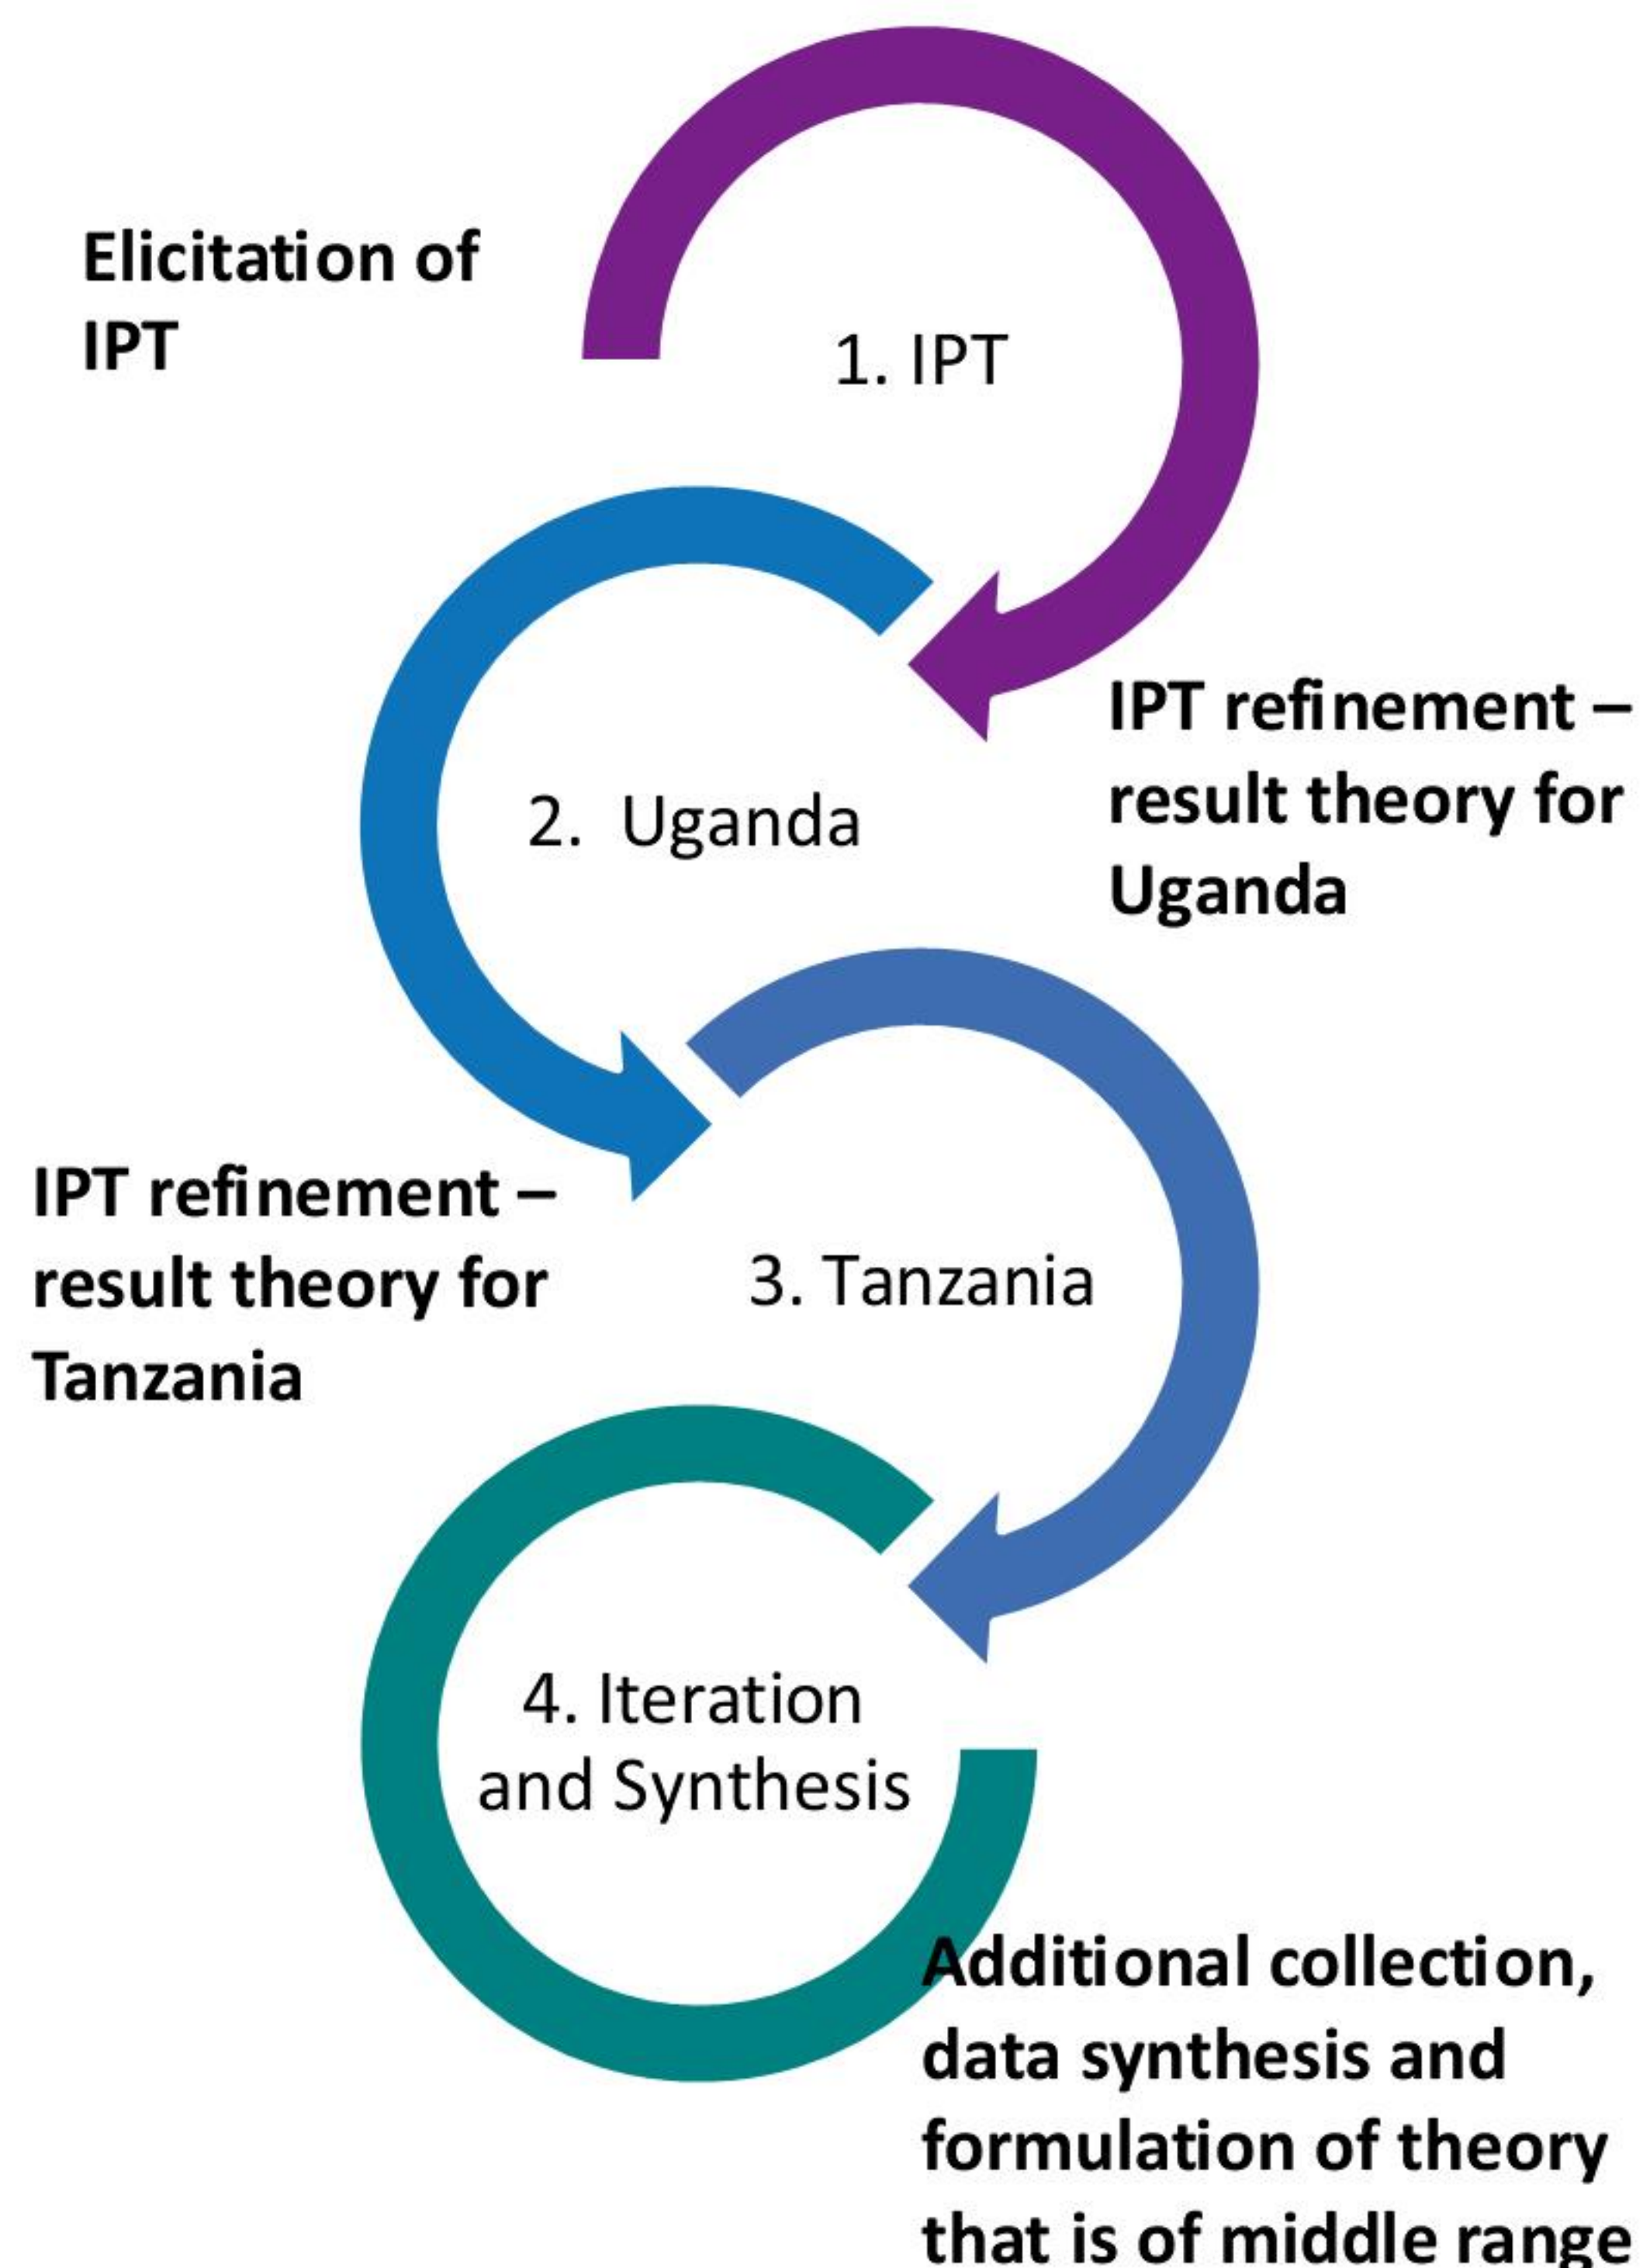 Elicitation of
IPT
1. IPT
IPT refinement –
result theory for
Uganda
2. Uganda
IPT refinement –
result theory for
Tanzania
3. Tanzania
4. Iteration
and Synthesis
Additional collection,
data synthesis and
formulation of theory
that is of middle range